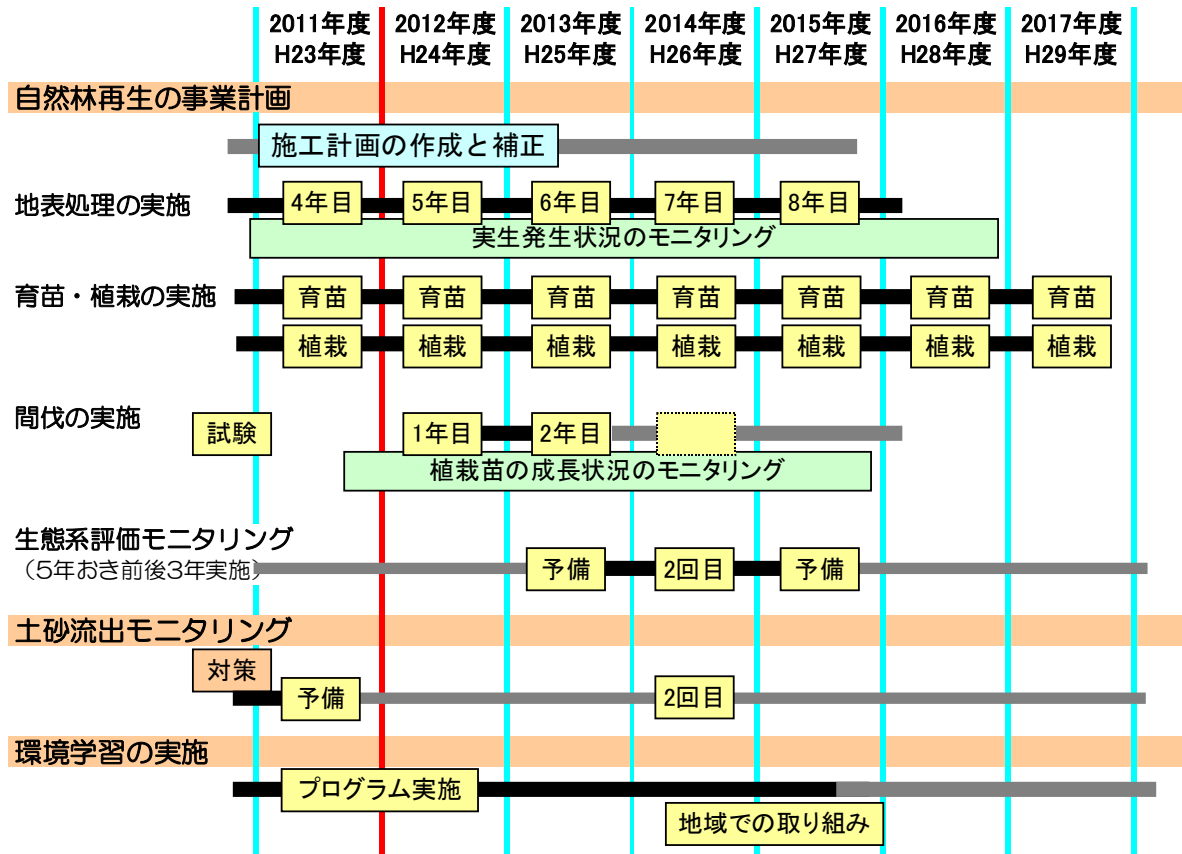 2011年度 2012年度 2013年度 2014年度 2015年度 2016年度 2017年度
H23年度 H24年度 H25年度 H26年度 H27年度 H28年度 H29年度
自然林再生の事業計画
施工計画の作成と補正
地表処理の実施 4年目 5年目 6年目 7年目 8年目
実生発生状況のモニタリング
育苗・植栽の実施 育苗 育苗 育苗 育苗 育苗 育苗 育苗
植栽 植栽 植栽 植栽 植栽 植栽 植栽
間伐の実施
試験 1年目 2年目
植栽苗の成長状況のモニタリング
生態系評価モニタリング
（5年おき前後3年実施） 予備 2回目 予備
土砂流出モニタリング
対策
予備 2回目
環境学習の実施
プログラム実施
地域での取り組み